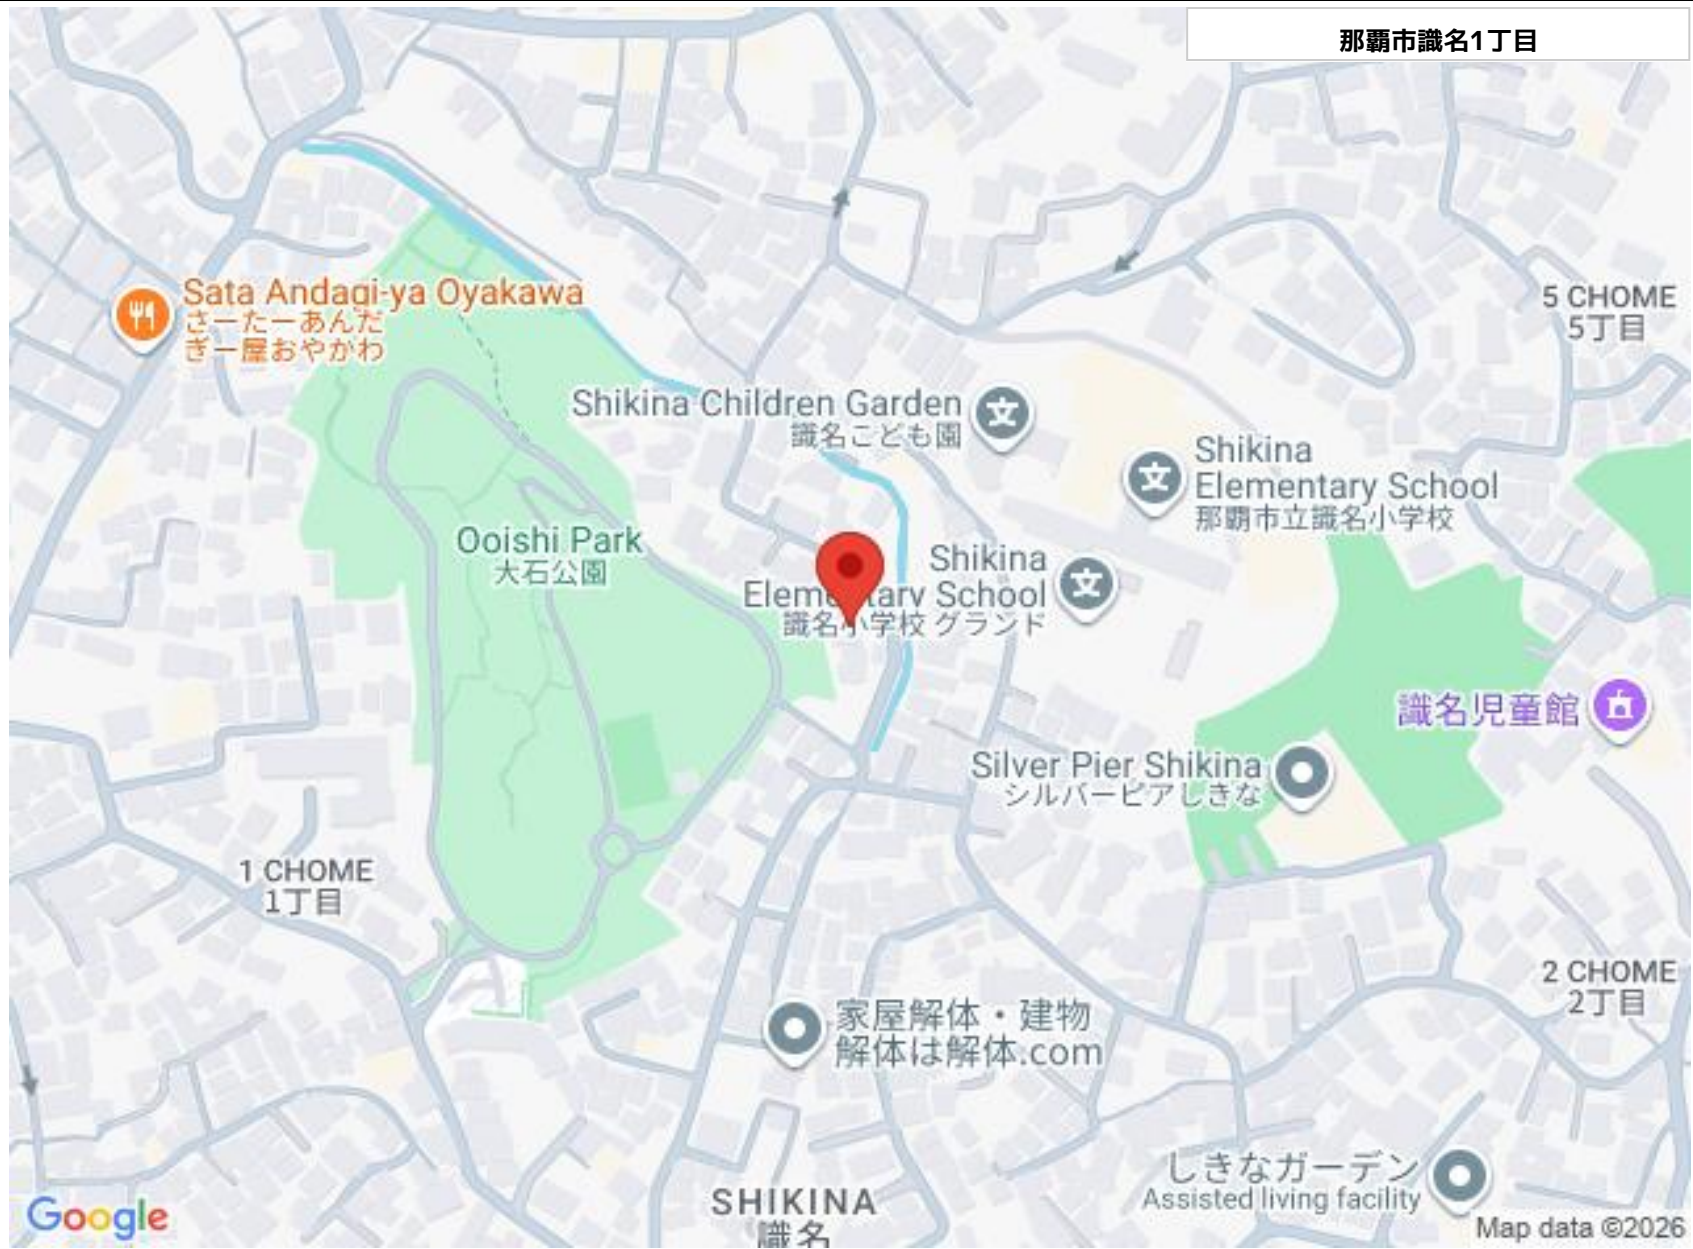 那覇市識名1丁目
Sata Andagi-ya Oyakawa
さーたーあんだ
ぎー屋おやかわ
5 CHOME
5丁目
Shikina Children Garden
識名こども園
Shikina
Elementary School
那覇市立識名小学校
Ooishi Park
大石公園
Shikina
Elementary School
識名小学校 グランド
識名児童館
Silver Pier Shikina
シルバーピアしきな
1 CHOME
1丁目
2 CHOME
2丁目
家屋解体・建物
解体は解体.com
しきなガーデン
Assisted living facility
SHIKINA
識名
Google
Map data ©2026